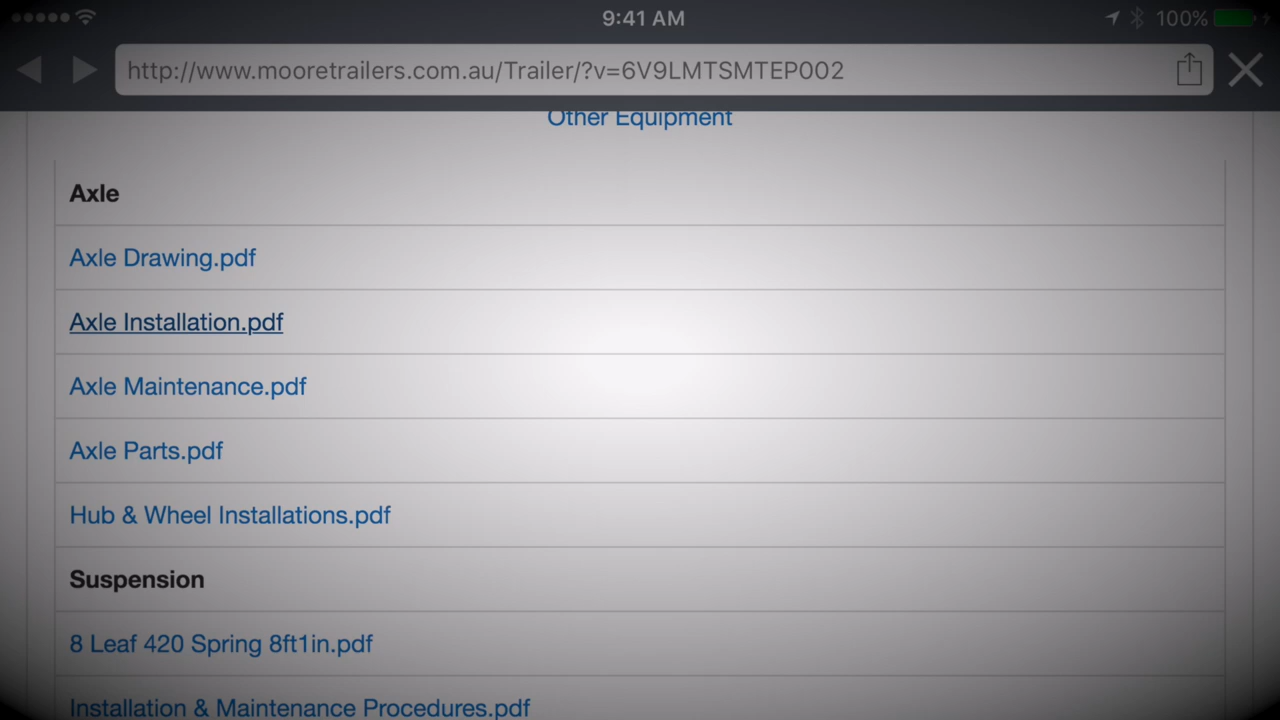 9:41 AM
100%
http://www.mooretrailers.com.au/Trailer/?v=6V9LMTSMTEP002
Other Equipment
Axle
Axle Drawing.pdf
Axle Installation.pdf
Axle Maintenance.pdf
Axle Parts.pdf
Hub & Wheel Installations.pdf
Suspension
8 Leaf 420 Spring 8ft1in.pdf
Installation & Maintenance Procedures.pdf